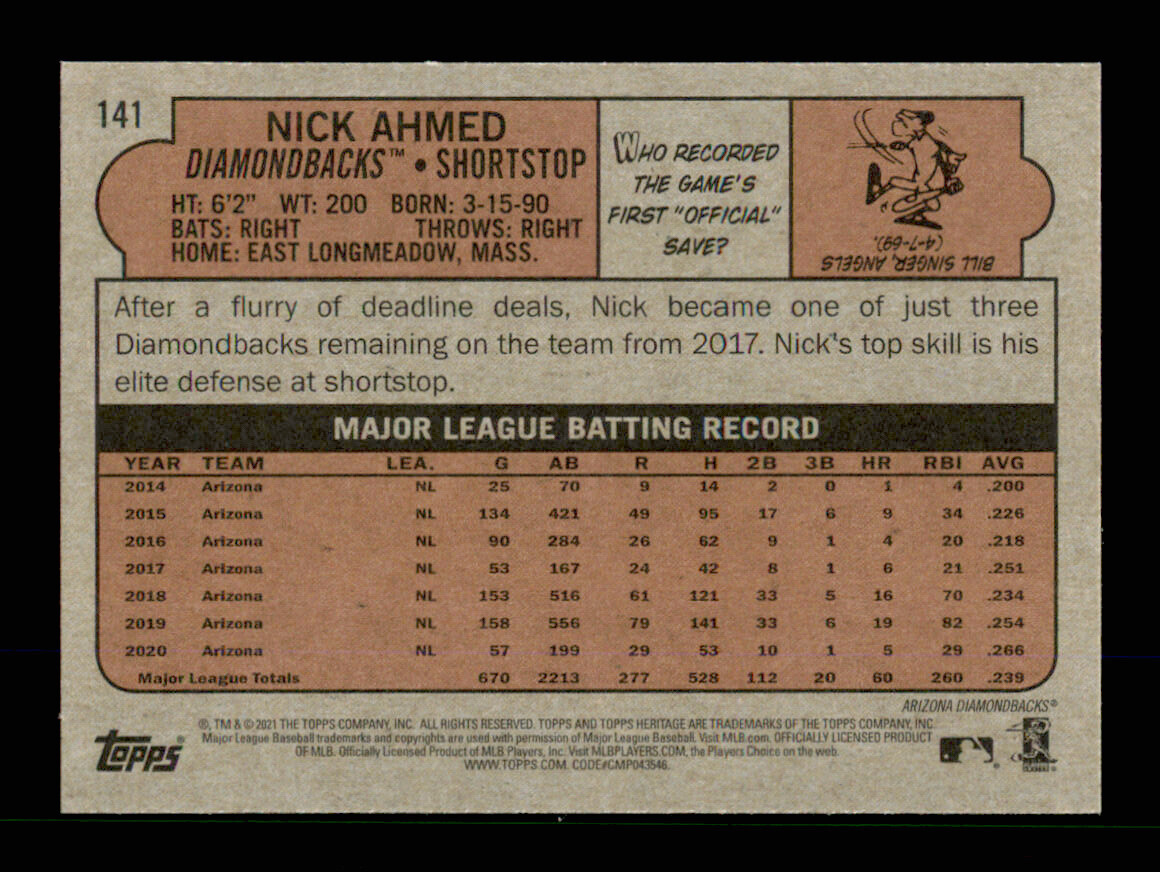 141
NICK AHMED
DIAMONDBACKS™ • SHORTSTOP
HT: 6'2" WT: 200 BORN: 3-15-90
BATS: RIGHT THROWS: RIGHT
HOME: EAST LONGMEADOW, MASS.
WHO RECORDED
THE GAME'S
FIRST "OFFICIAL"
SAVE?
BILL SINGER, ANGELS
(4-7-69).
After a flurry of deadline deals, Nick became one of just three
Diamondbacks remaining on the team from 2017. Nick's top skill is his
elite defense at shortstop.
MAJOR LEAGUE BATTING RECORD
YEAR TEAM LEA. G AB R H 2B 3B HR RBI AVG
2014 Arizona NL 25 70 9 14 2 0 1 4 .200
2015 Arizona NL 134 421 49 95 17 6 9 34 .226
2016 Arizona NL 90 284 26 62 9 1 4 20 .218
2017 Arizona NL 53 167 24 42 8 1 6 21 .251
2018 Arizona NL 153 516 61 121 33 5 16 70 .234
2019 Arizona NL 158 556 79 141 33 6 19 82 .254
2020 Arizona NL 57 199 29 53 10 1 5 29 .266
Major League Totals 670 2213 277 528 112 20 60 260 .239
ARIZONA DIAMONDBACKS®
Topps®
®, TM & © 2021 THE TOPPS COMPANY, INC. ALL RIGHTS RESERVED. TOPPS AND TOPPS HERITAGE ARE TRADEMARKS OF THE TOPPS COMPANY, INC.
Major League Baseball trademarks and copyrights are used with permission of Major League Baseball. Visit MLB.com. OFFICIALLY LICENSED PRODUCT
OF MLB. Officially Licensed Product of MLB Players, Inc. Visit MLBPLAYERS.COM, the Players Choice on the web.
WWW.TOPPS.COM. CODE#CMP043546.